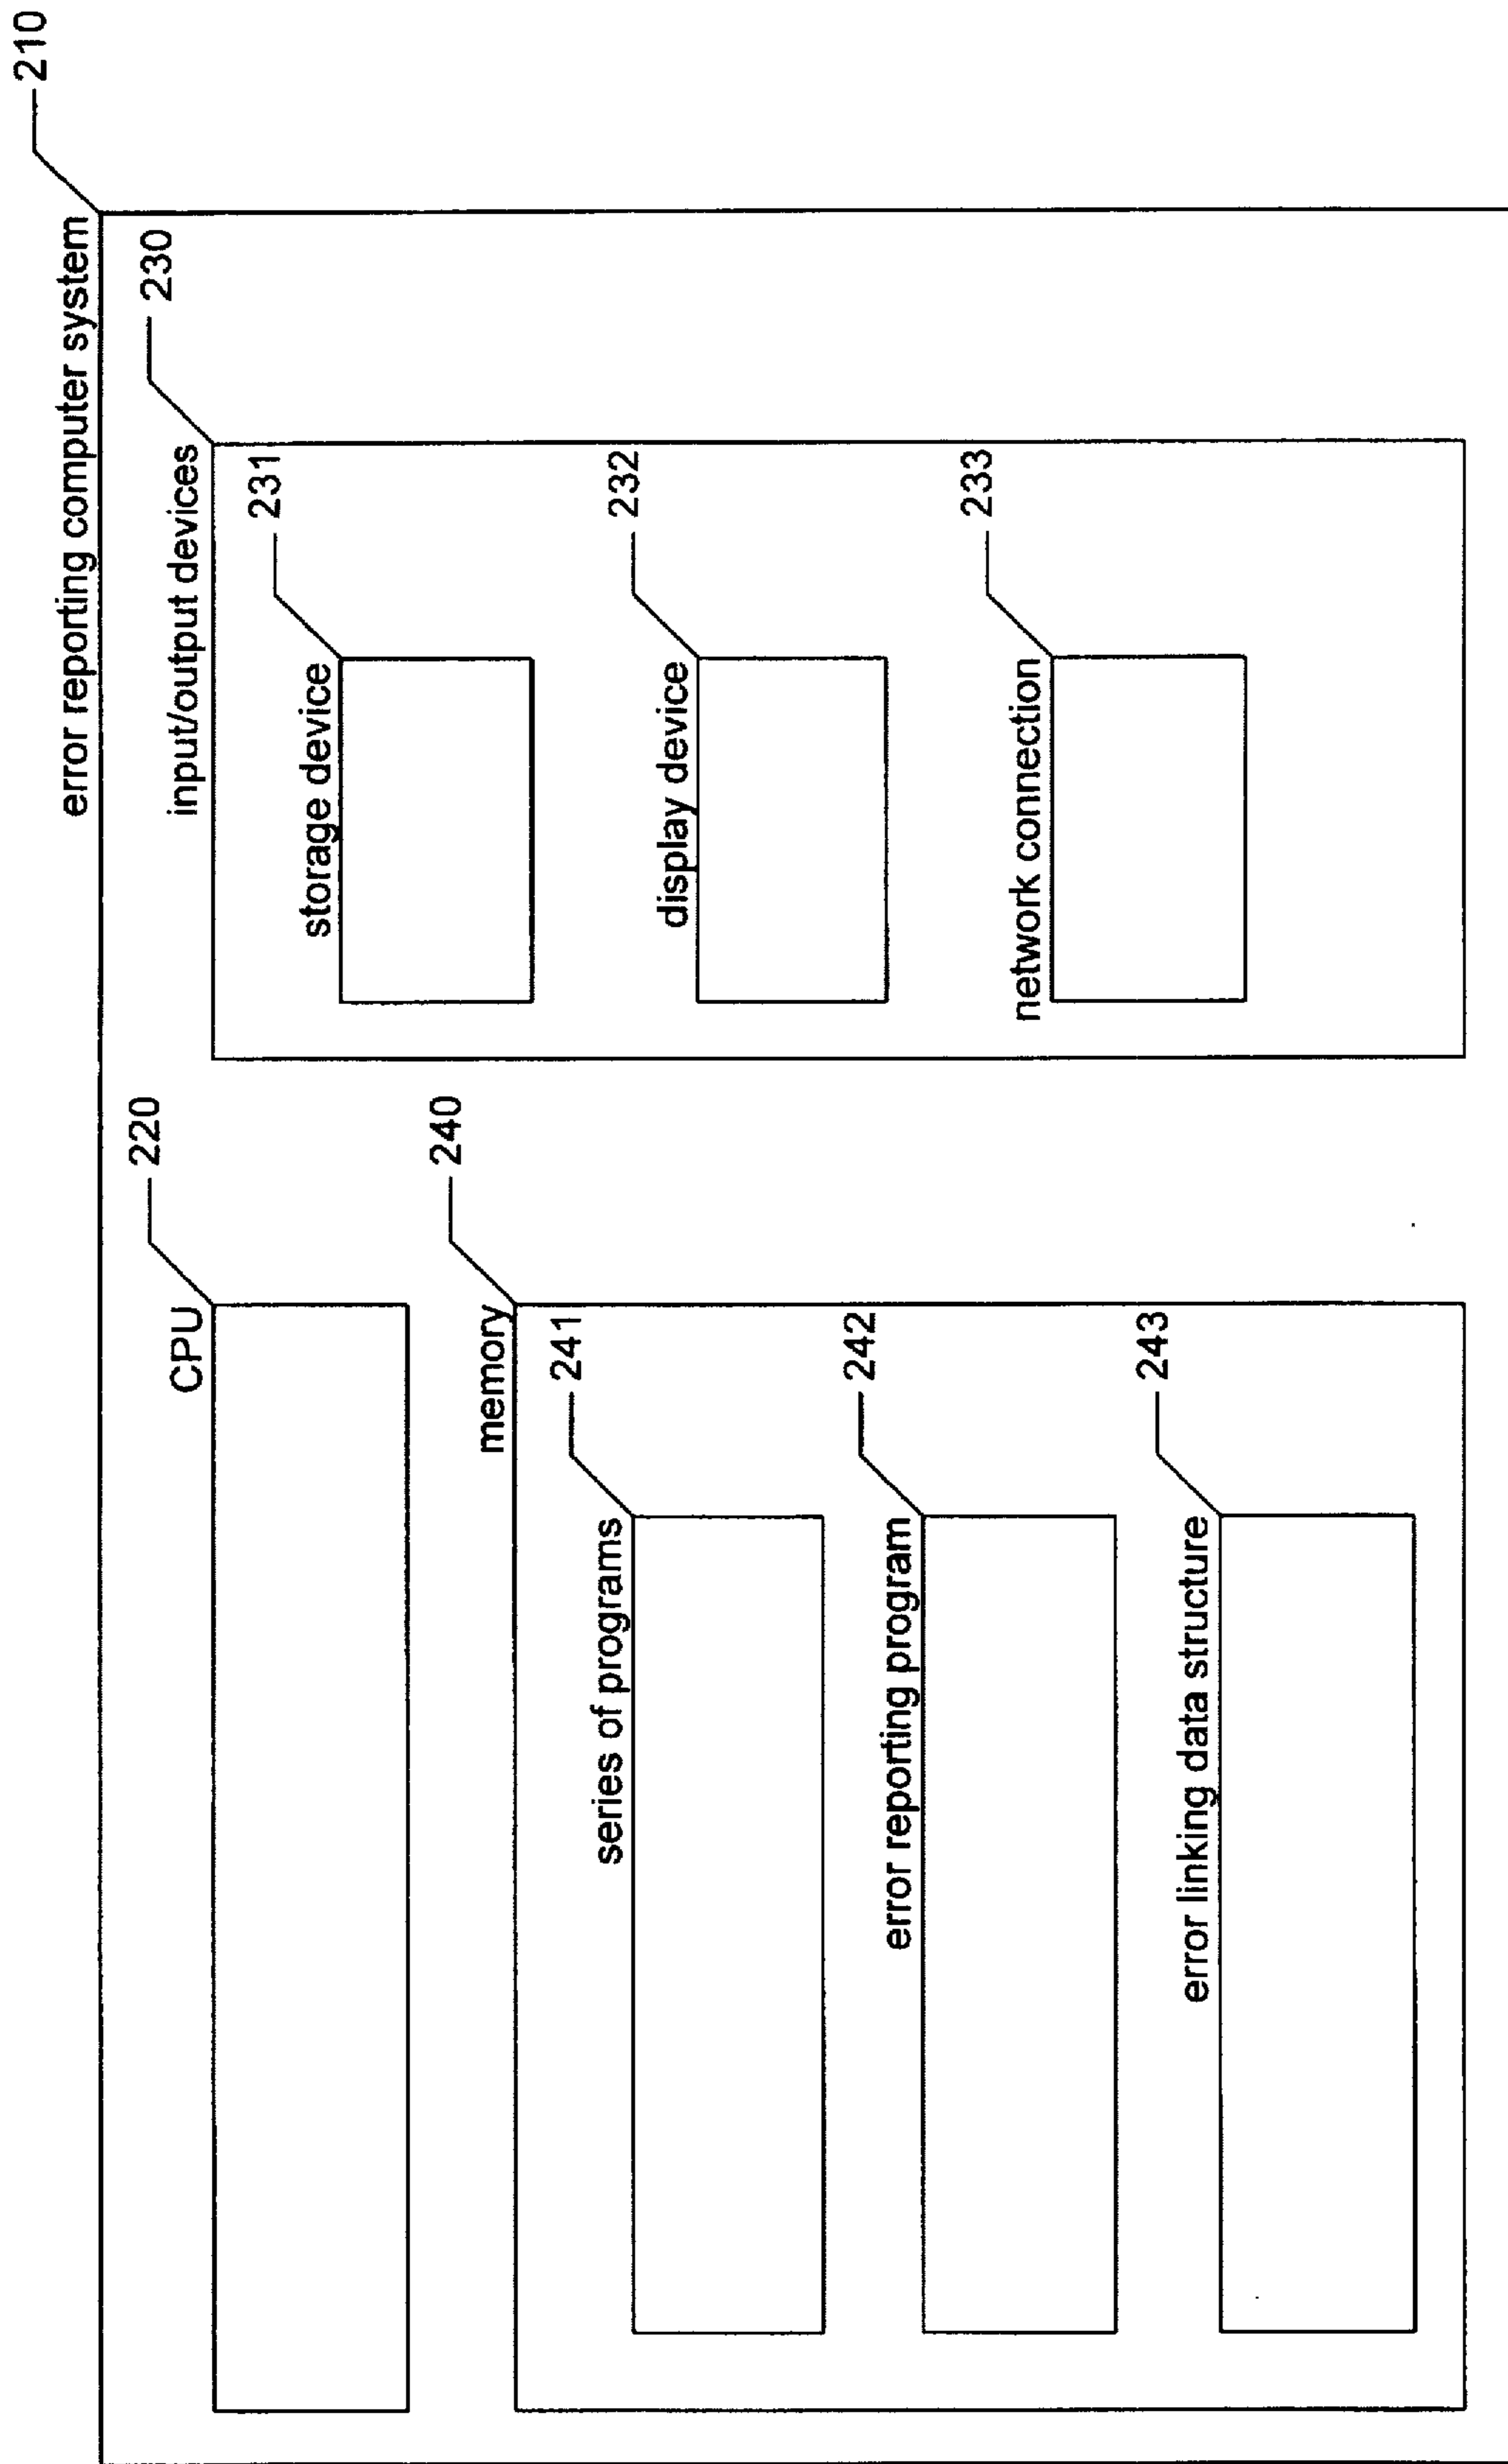 210
error reporting computer system
220
CPU
230
input/output devices
231
storage device
232
display device
233
network connection
240
memory
241
series of programs
242
error reporting program
243
error linking data structure